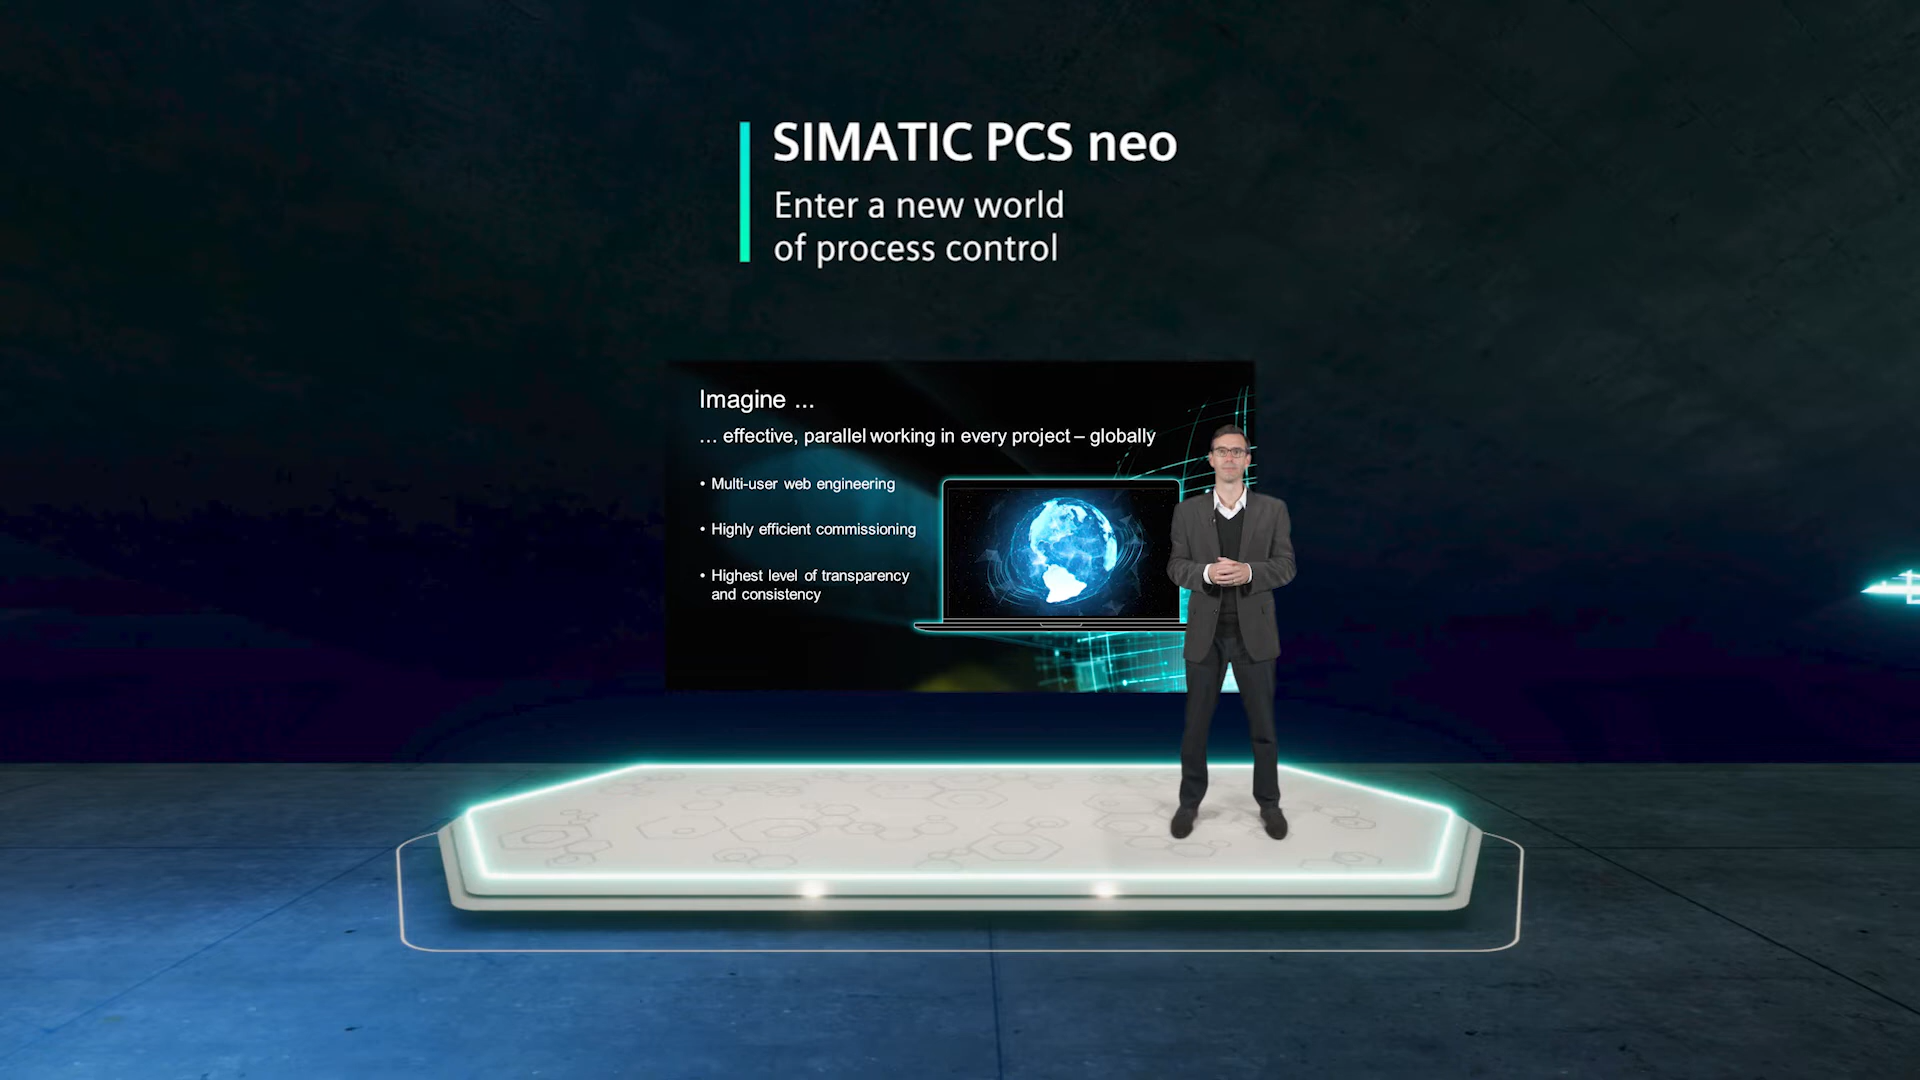 SIMATIC PCS neo
Enter a new world
of process control
Imagine ...
... effective, parallel working in every project – globally
• Multi-user web engineering
• Highly efficient commissioning
• Highest level of transparency
and consistency